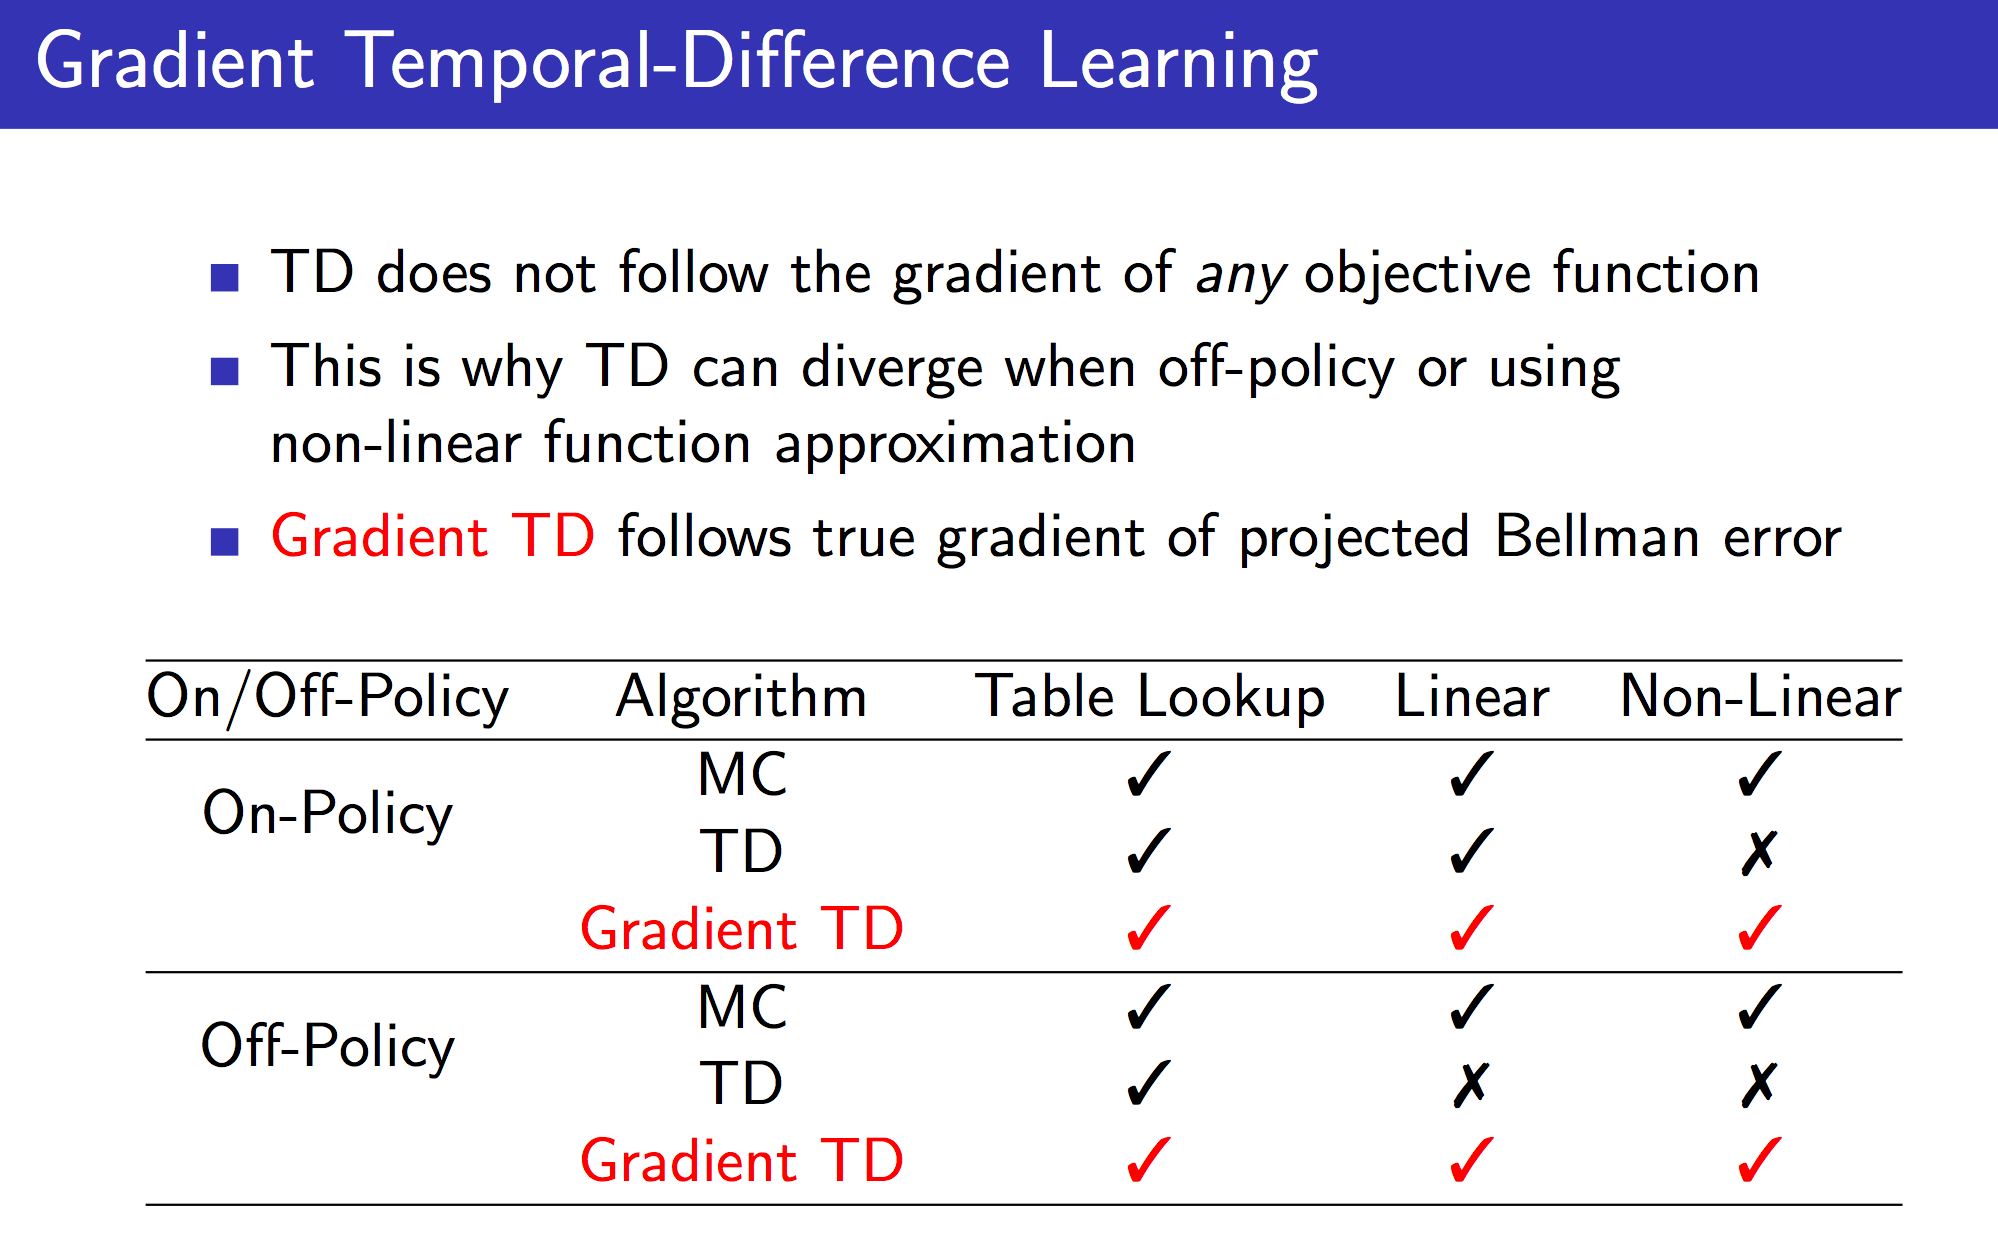 Gradient Temporal-Difference Learning
TD does not follow the gradient of any objective function
This is why TD can diverge when off-policy or using
non-linear function approximation
Gradient TD follows true gradient of projected Bellman error
On/Off-Policy Algorithm Table Lookup Linear Non-Linear
On-Policy
MC ✓ ✓ ✓
TD ✓ ✓ ✗
Gradient TD ✓ ✓ ✓
Off-Policy
MC ✓ ✓ ✓
TD ✓ ✗ ✗
Gradient TD ✓ ✓ ✓